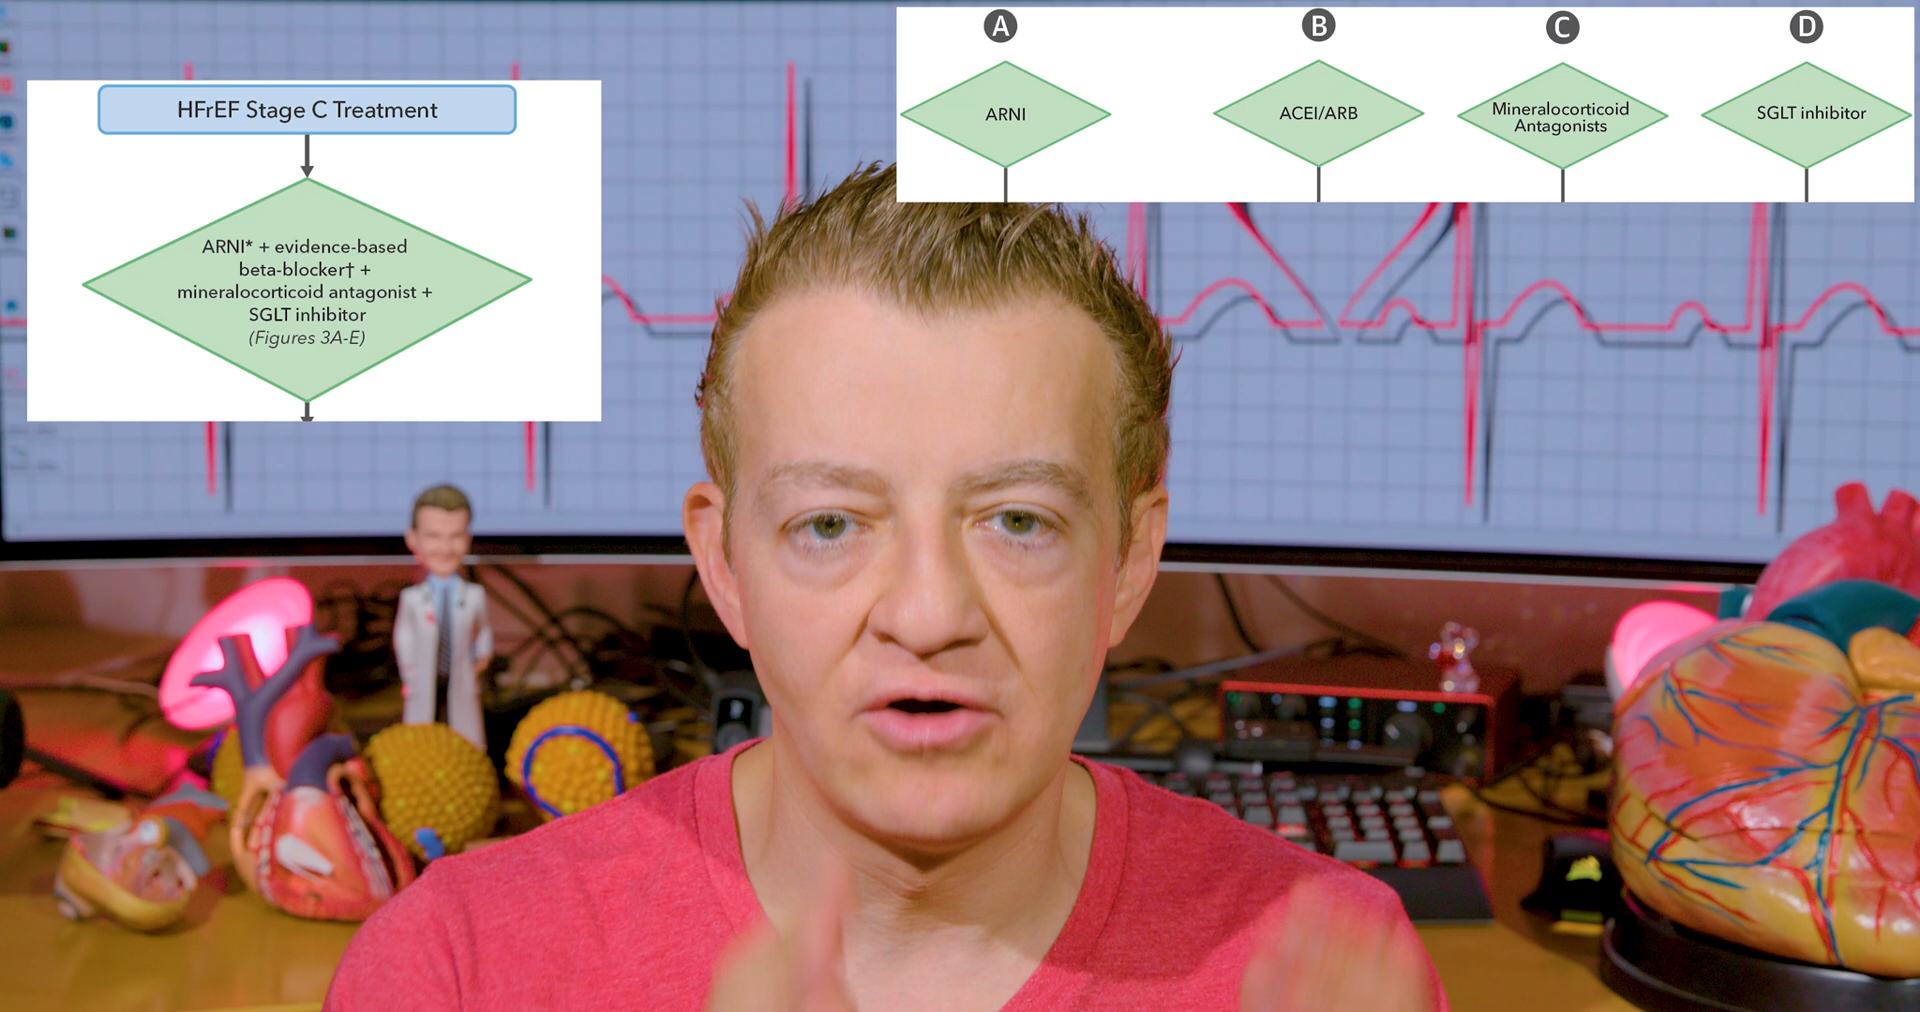 HFrEF Stage C Treatment
ARNI* + evidence-based
beta-blocker† +
mineralocorticoid antagonist +
SGLT inhibitor
(Figures 3A-E)
A
B
C
D
ARNI
ACEI/ARB
Mineralocorticoid
Antagonists
SGLT inhibitor